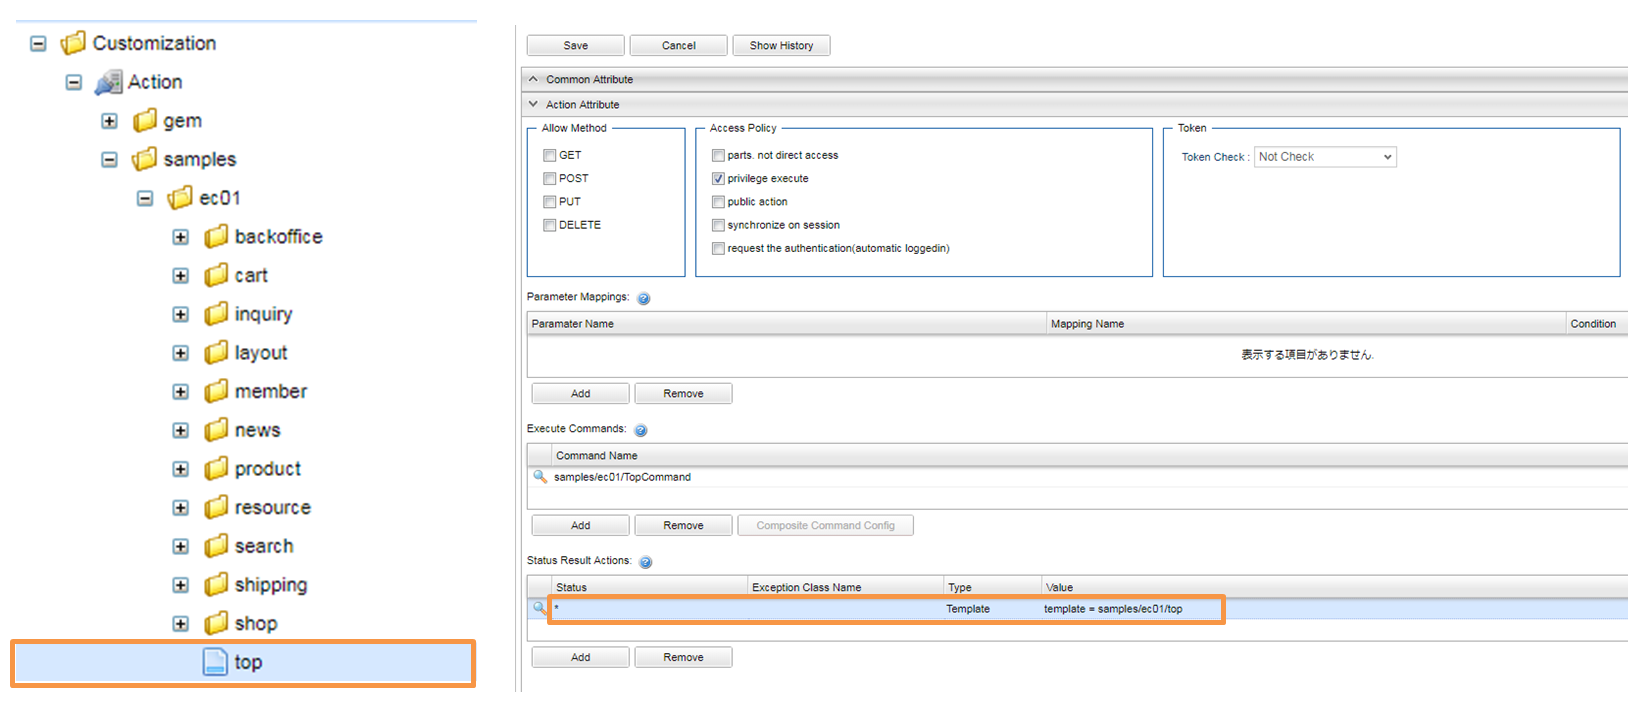 Customization
Action
gem
samples
ec01
backoffice
cart
inquiry
layout
member
news
product
resource
search
shipping
shop
top
Save Cancel Show History
Common Attribute
Action Attribute
Allow Method
GET
POST
PUT
DELETE
Access Policy
parts. not direct access
privilege execute
public action
synchronize on session
request the authentication(automatic loggedin)
Token
Token Check : Not Check
Parameter Mappings:
Paramater Name Mapping Name Condition
表示する項目がありません.
Add Remove
Execute Commands:
Command Name
samples/ec01/TopCommand
Add Remove Composite Command Config
Status Result Actions:
Status Exception Class Name Type Value
* Template template = samples/ec01/top
Add Remove